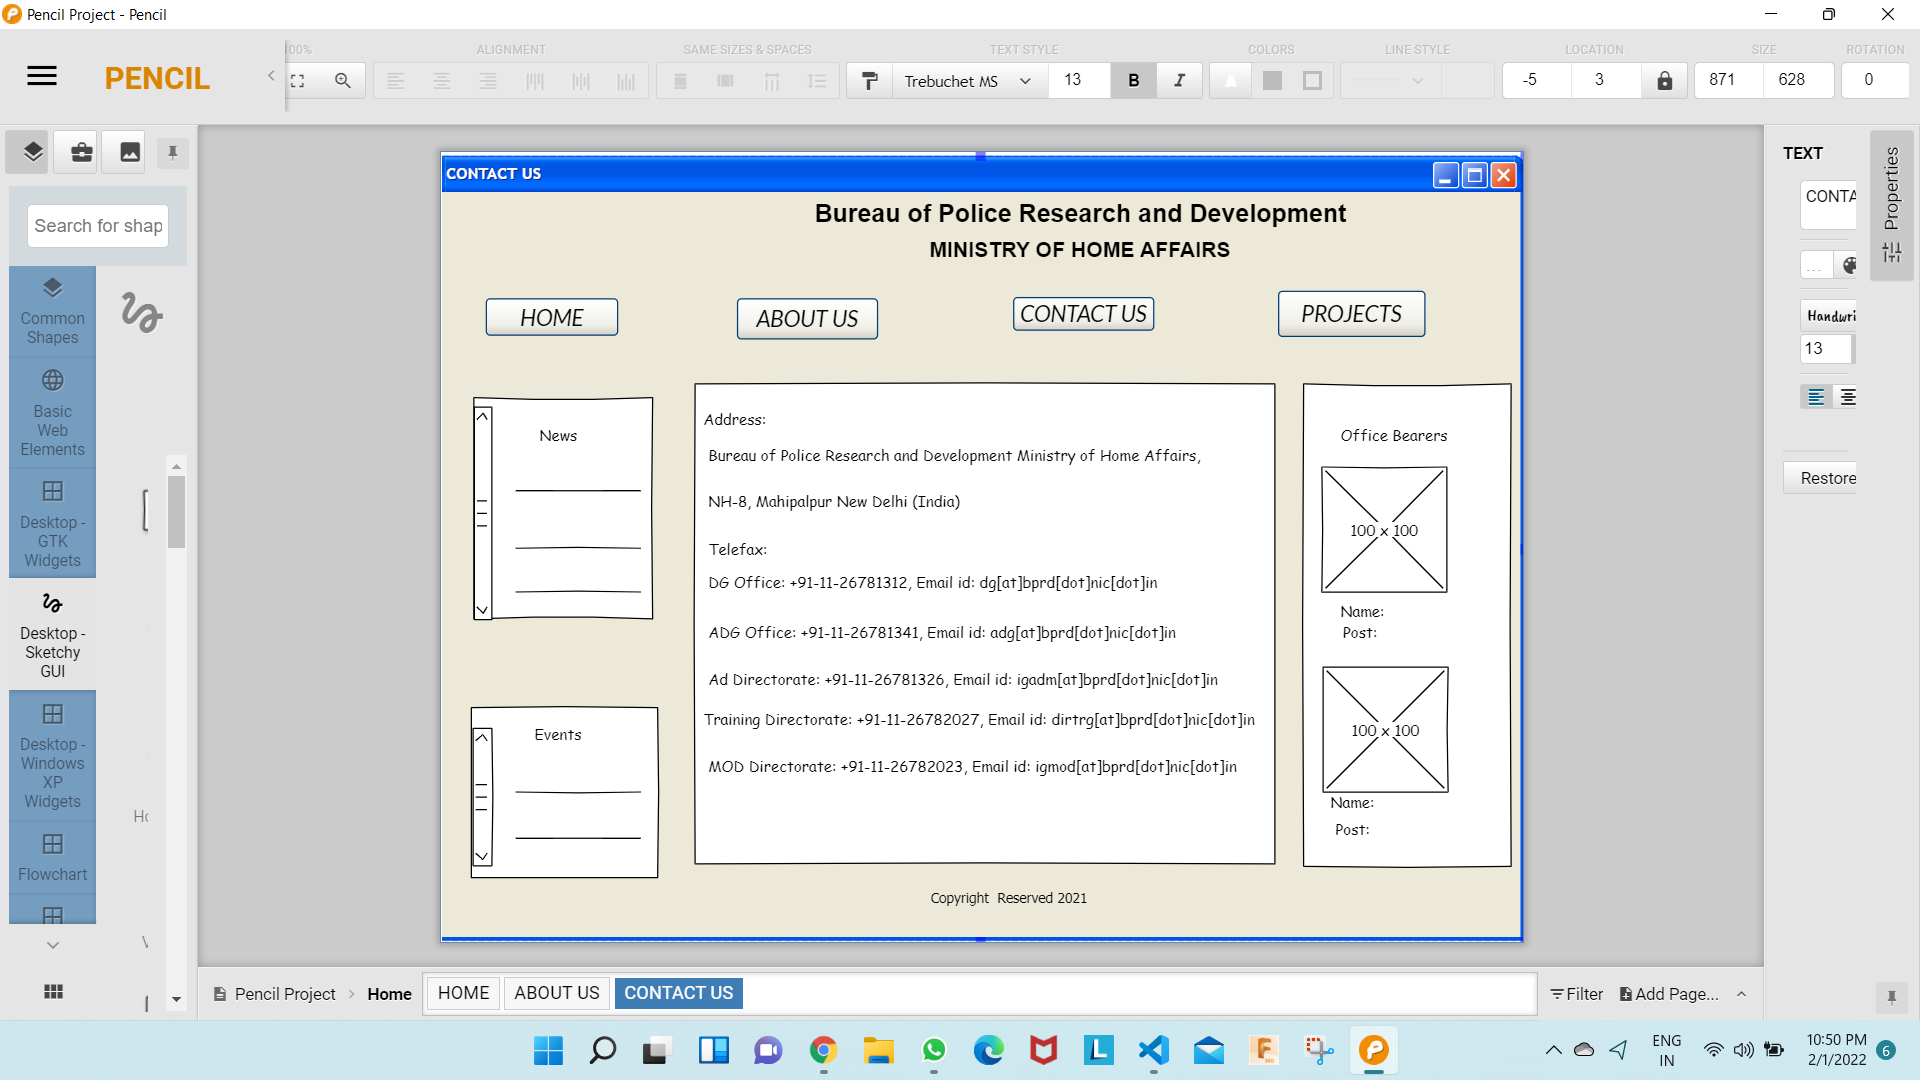 Pencil Project - Pencil
100%
ALIGNMENT
SAME SIZES & SPACES
TEXT STYLE
COLORS
LINE STYLE
LOCATION
SIZE
ROTATION
PENCIL
Trebuchet MS
13
B
I
A
-5
3
871
628
0
Search for shap
Common
Shapes
Basic
Web
Elements
Desktop -
GTK
Widgets
Desktop -
Sketchy
GUI
Desktop -
Windows
XP
Widgets
Flowchart
CONTACT US
Bureau of Police Research and Development
MINISTRY OF HOME AFFAIRS
HOME
ABOUT US
CONTACT US
PROJECTS
News
Events
Address:
Bureau of Police Research and Development Ministry of Home Affairs,
NH-8, Mahipalpur New Delhi (India)
Telefax:
DG Office: +91-11-26781312, Email id: dg[at]bprd[dot]nic[dot]in
ADG Office: +91-11-26781341, Email id: adg[at]bprd[dot]nic[dot]in
Ad Directorate: +91-11-26781326, Email id: igadm[at]bprd[dot]nic[dot]in
Training Directorate: +91-11-26782027, Email id: dirtrg[at]bprd[dot]nic[dot]in
MOD Directorate: +91-11-26782023, Email id: igmod[at]bprd[dot]nic[dot]in
Office Bearers
100 x 100
Name:
Post:
100 x 100
Name:
Post:
Copyright Reserved 2021
TEXT
CONTA
...
Handwri
13
Restore
Properties
Pencil Project
Home
HOME
ABOUT US
CONTACT US
Filter
Add Page...
ENG
IN
10:50 PM
2/1/2022
6